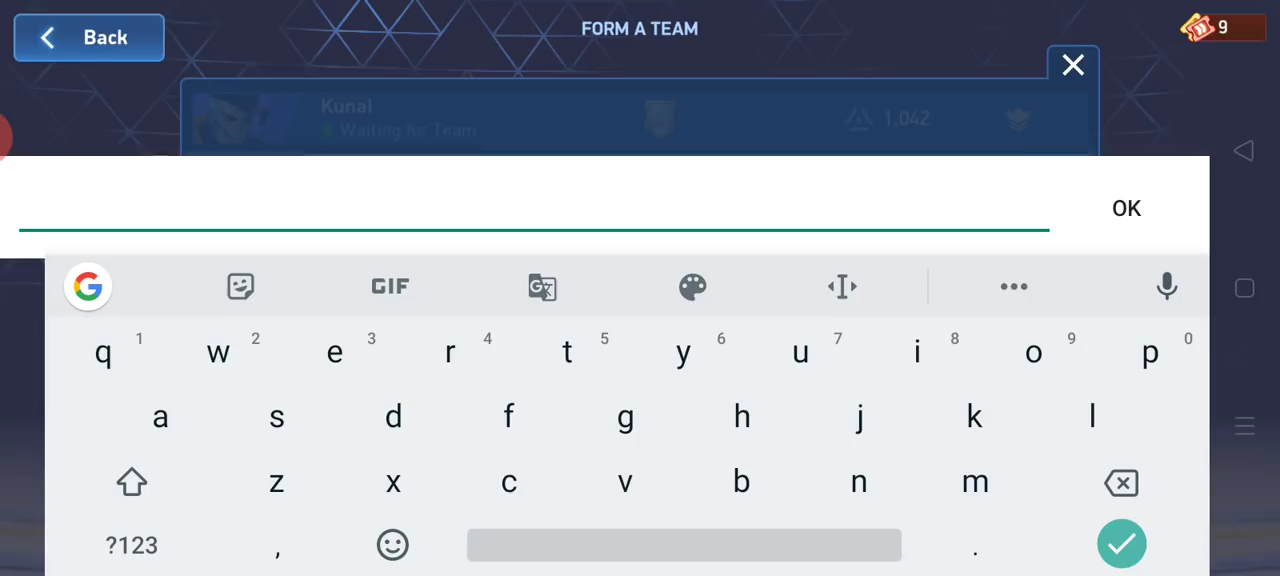 Back
FORM A TEAM
9
Kunal
Waiting for Team
1,042
OK
G GIF G
q 1 w 2 e 3 r 4 t 5 y 6 u 7 i 8 o 9 p 0
a s d f g h j k l
z x c v b n m
?123 , .